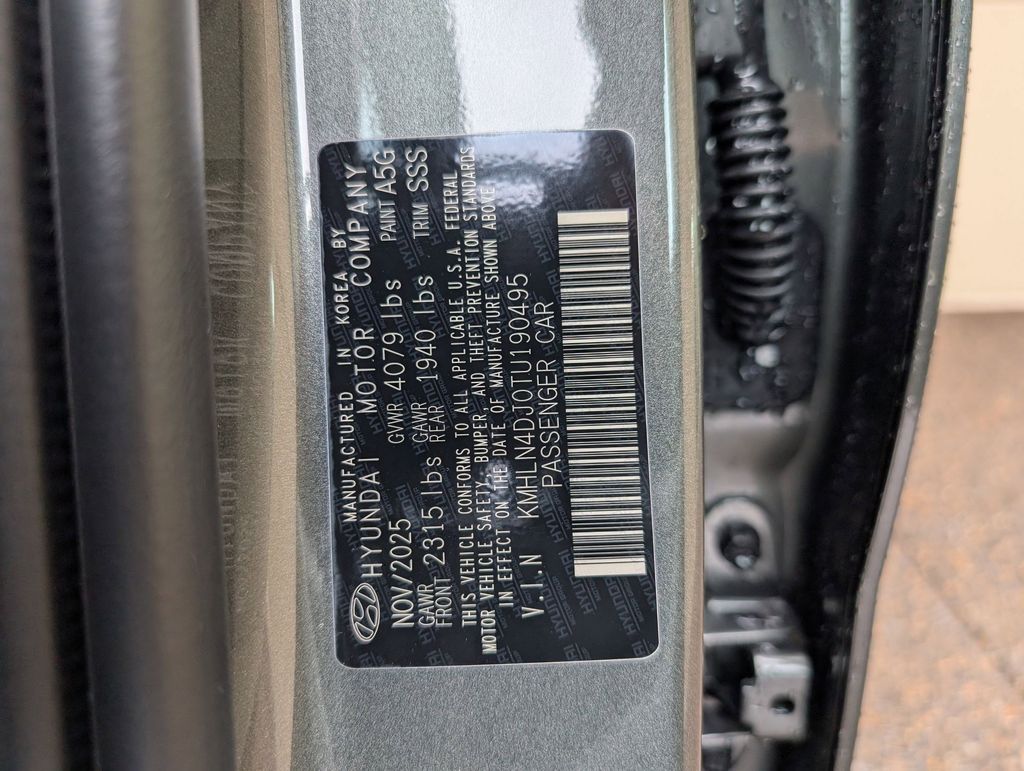 MANUFACTURED IN KOREA BY
HYUNDAI MOTOR COMPANY
NOV/2025 GVWR 4079 lbs PAINT A5G
GAWR FRONT 2315 lbs GAWR REAR 1940 lbs TRIM SSS
THIS VEHICLE CONFORMS TO ALL APPLICABLE U.S.A. FEDERAL
MOTOR VEHICLE SAFETY, BUMPER, AND THEFT PREVENTION STANDARDS
IN EFFECT ON THE DATE OF MANUFACTURE SHOWN ABOVE
V.I.N KMHLN4DJ0TU190495
PASSENGER CAR